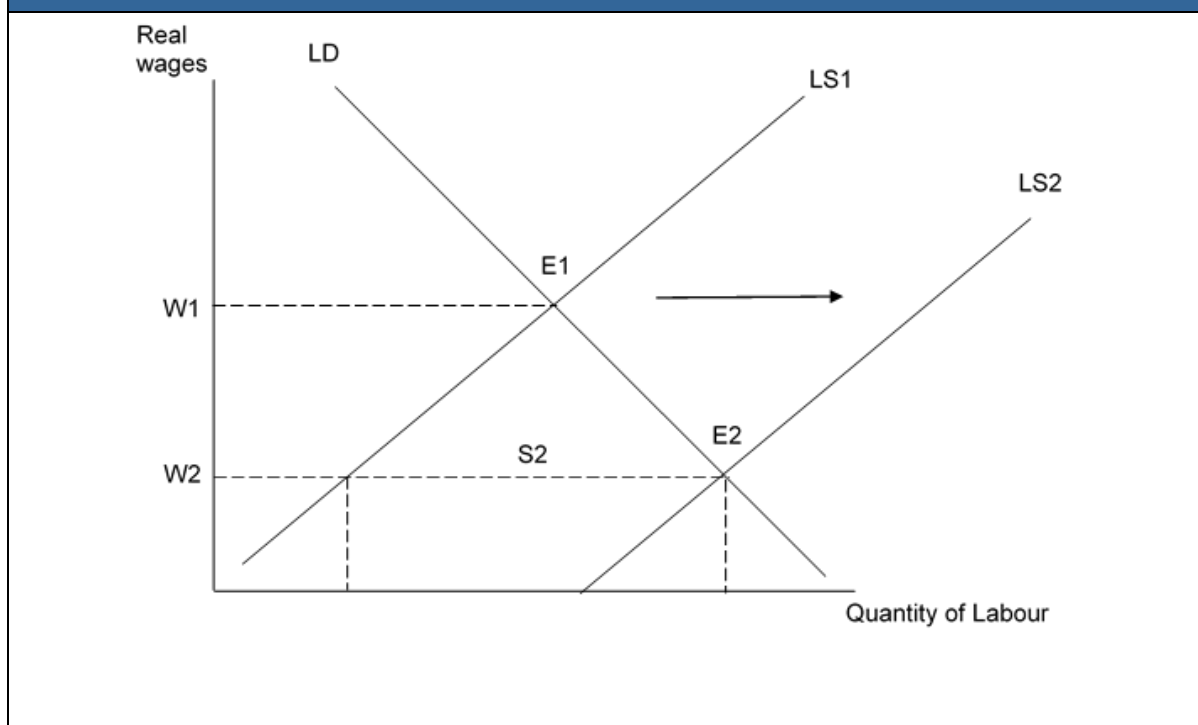 Real
wages
LD
LS1
LS2
E1
W1
E2
S2
W2
Quantity of Labour